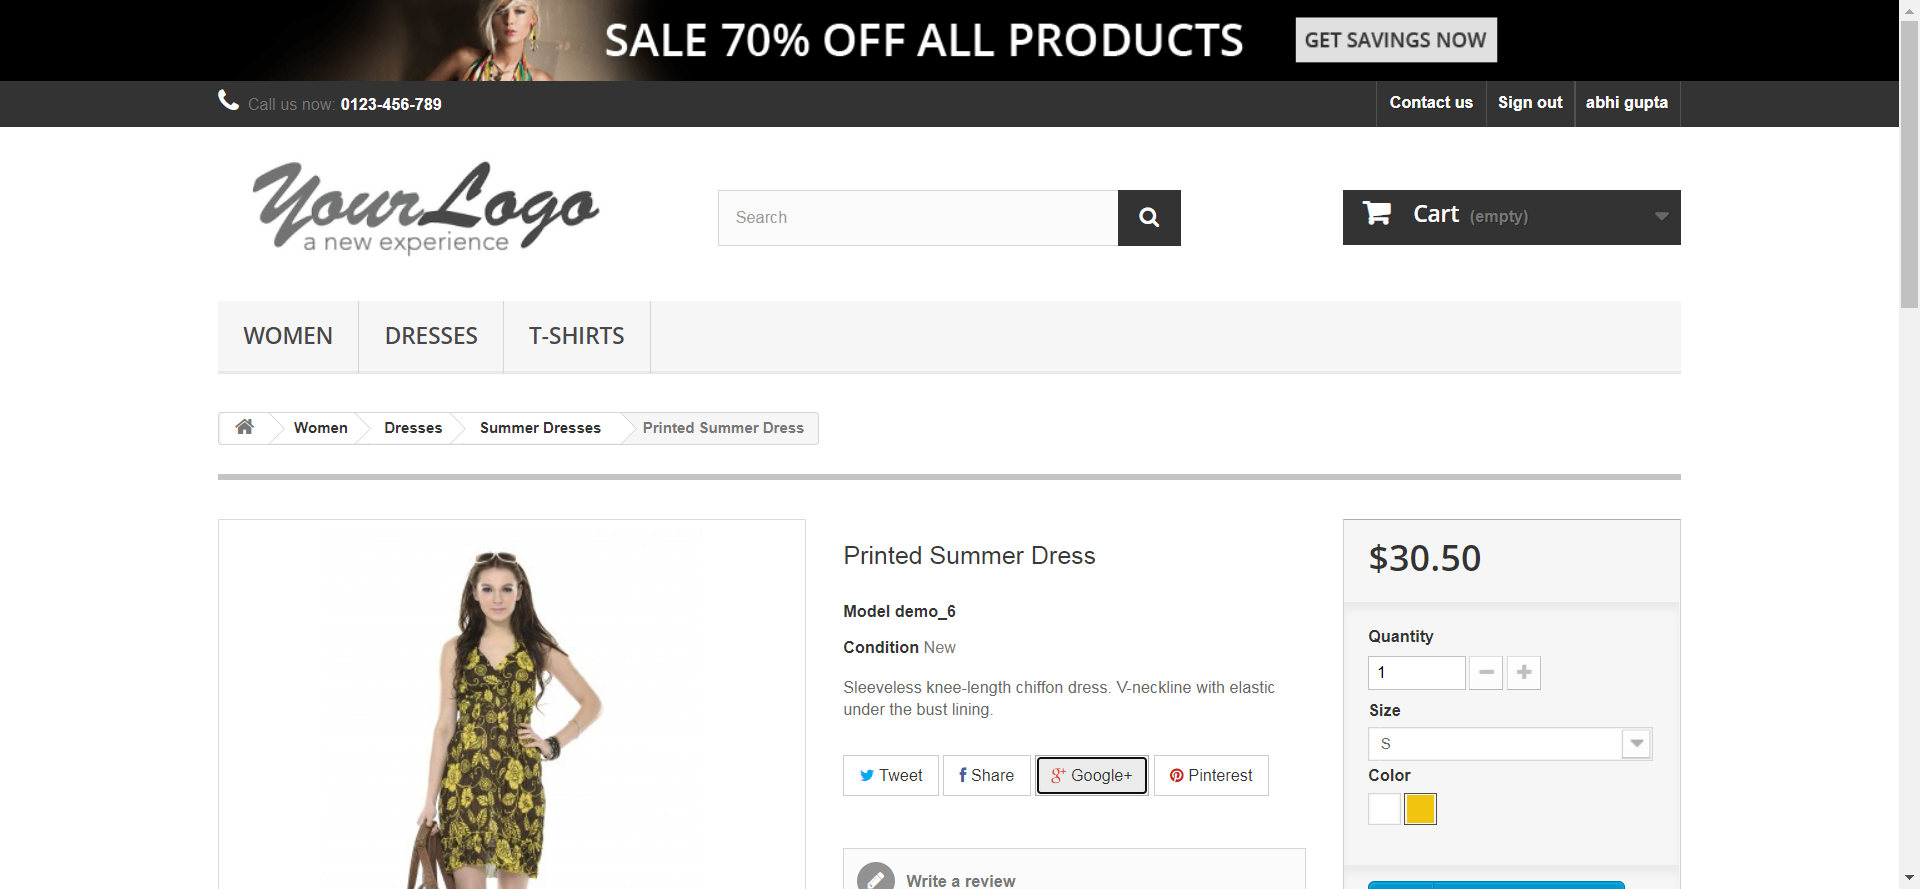 SALE 70% OFF ALL PRODUCTS
GET SAVINGS NOW
Call us now: 0123-456-789
Contact us
Sign out
abhi gupta
Your Logo
a new experience
Search
Cart (empty)
WOMEN
DRESSES
T-SHIRTS
Women
Dresses
Summer Dresses
Printed Summer Dress
Printed Summer Dress
Model demo_6
Condition New
Sleeveless knee-length chiffon dress. V-neckline with elastic
under the bust lining.
Tweet
Share
g+ Google+
Pinterest
Write a review
$30.50
Quantity
1
Size
S
Color